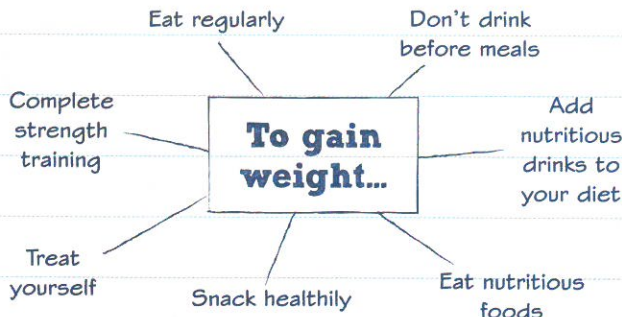 Eat regularly
Don't drink
before meals
Complete
strength
training
To gain
weight...
Add
nutritious
drinks to
your diet
Treat
yourself
Snack healthily
Eat nutritious
foods